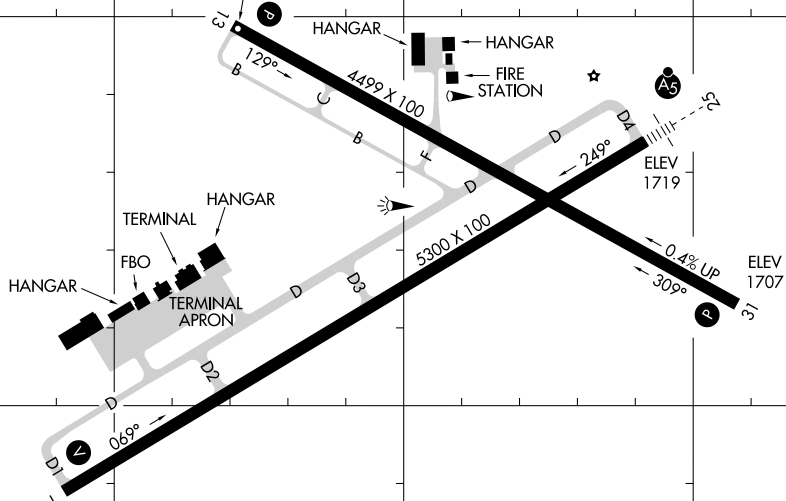 13
P
129°
B
C
B
4499 X 100
HANGAR
HANGAR
FIRE
STATION
F
D
D
D4
A5
25
249°
ELEV
1719
5300 X 100
0.4% UP
309°
ELEV
1707
P
31
HANGAR
TERMINAL
FBO
HANGAR
TERMINAL
APRON
D
D3
D2
D
069°
V
D1